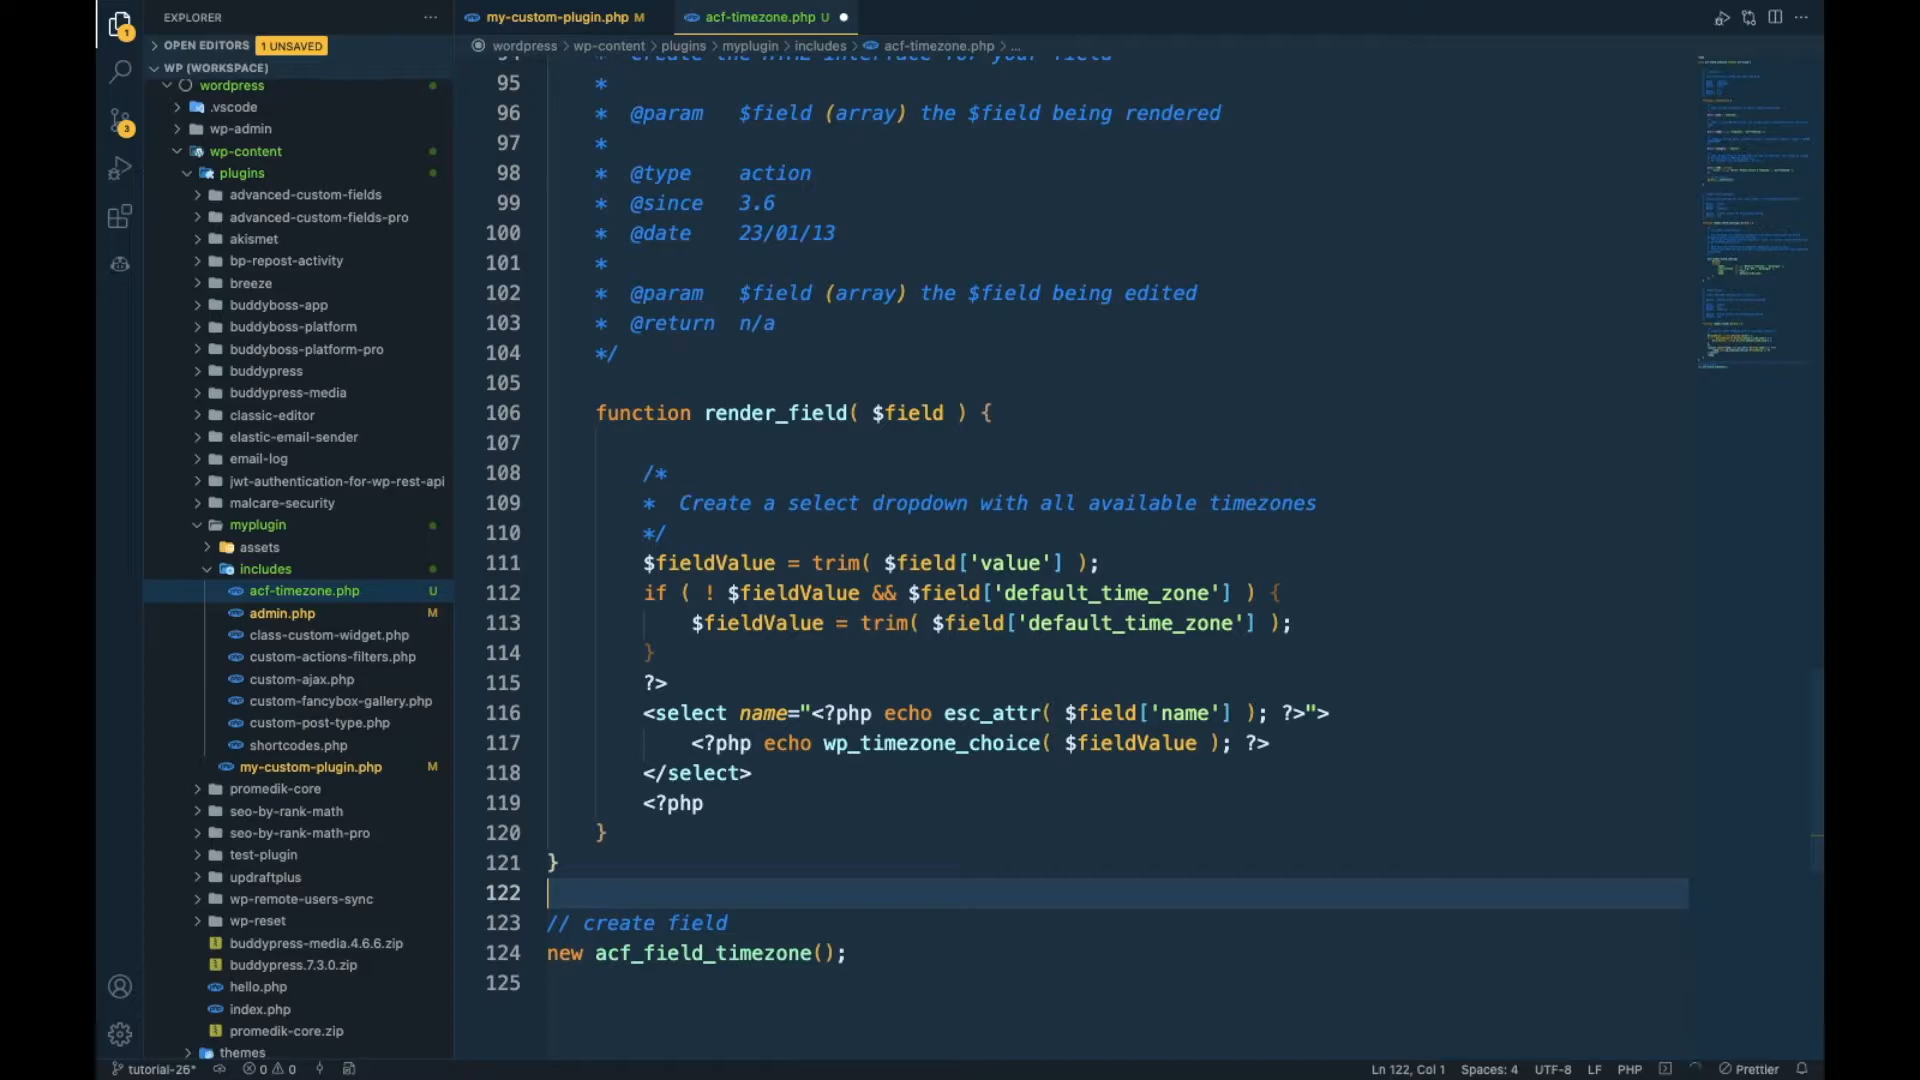 EXPLORER
OPEN EDITORS 1 UNSAVED
WP (WORKSPACE)
wordpress
.vscode
wp-admin
wp-content
plugins
advanced-custom-fields
advanced-custom-fields-pro
akismet
bp-repost-activity
breeze
buddyboss-app
buddyboss-platform
buddyboss-platform-pro
buddypress
buddypress-media
classic-editor
elastic-email-sender
email-log
jwt-authentication-for-wp-rest-api
malcare-security
myplugin
assets
includes
acf-timezone.php U
admin.php M
class-custom-widget.php
custom-actions-filters.php
custom-ajax.php
custom-fancybox-gallery.php
custom-post-type.php
shortcodes.php
my-custom-plugin.php M
promedik-core
seo-by-rank-math
seo-by-rank-math-pro
test-plugin
updraftplus
wp-remote-users-sync
wp-reset
buddypress-media.4.6.6.zip
buddypress.7.3.0.zip
hello.php
index.php
promedik-core.zip
themes
1
3
my-custom-plugin.php M acf-timezone.php U
wordpress > wp-content > plugins > myplugin > includes > acf-timezone.php > ...
94 * Create the HTML interface for your field
95 *
96 * @param $field (array) the $field being rendered
97 *
98 * @type action
99 * @since 3.6
100 * @date 23/01/13
101 *
102 * @param $field (array) the $field being edited
103 * @return n/a
104 */
105
106 function render_field( $field ) {
107
108 /*
109 * Create a select dropdown with all available timezones
110 */
111 $fieldValue = trim( $field['value'] );
112 if ( ! $fieldValue && $field['default_time_zone'] ) {
113 $fieldValue = trim( $field['default_time_zone'] );
114 }
115 ?>
116 <select name="<?php echo esc_attr( $field['name'] ); ?>">
117 <?php echo wp_timezone_choice( $fieldValue ); ?>
118 </select>
119 <?php
120 }
121 }
122
123 // create field
124 new acf_field_timezone();
125
tutorial-26* 0 0 Ln 122, Col 1 Spaces: 4 UTF-8 LF PHP Prettier